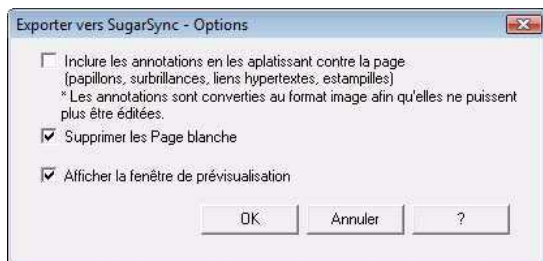 Exporter vers SugarSync - Options
Inclure les annotations en les aplatissant contre la page
(papillons, surbrillances, liens hypertextes, estampilles)
* Les annotations sont converties au format image afin qu'elles ne puissent
plus être éditées.
Supprimer les Page blanche
Afficher la fenêtre de prévisualisation
OK Annuler ?